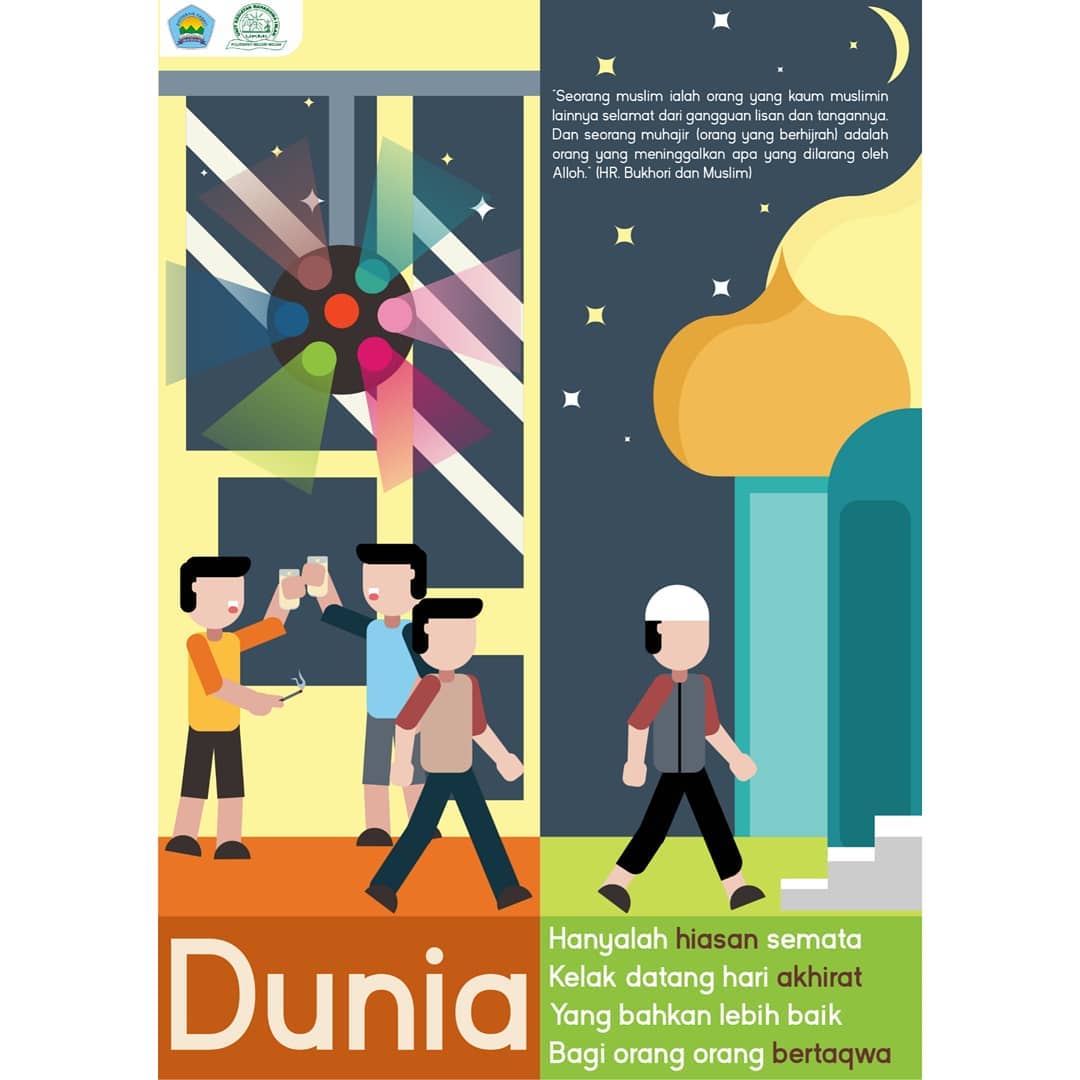 "Seorang muslim ialah orang yang kaum muslimin
lainnya selamat dari gangguan lisan dan tangannya.
Dan seorang muhajir (orang yang berhijrah) adalah
orang yang meninggalkan apa yang dilarang oleh
Alloh." (HR. Bukhori dan Muslim)
Dunia
Hanyalah hiasan semata
Kelak datang hari akhirat
Yang bahkan lebih baik
Bagi orang orang bertaqwa